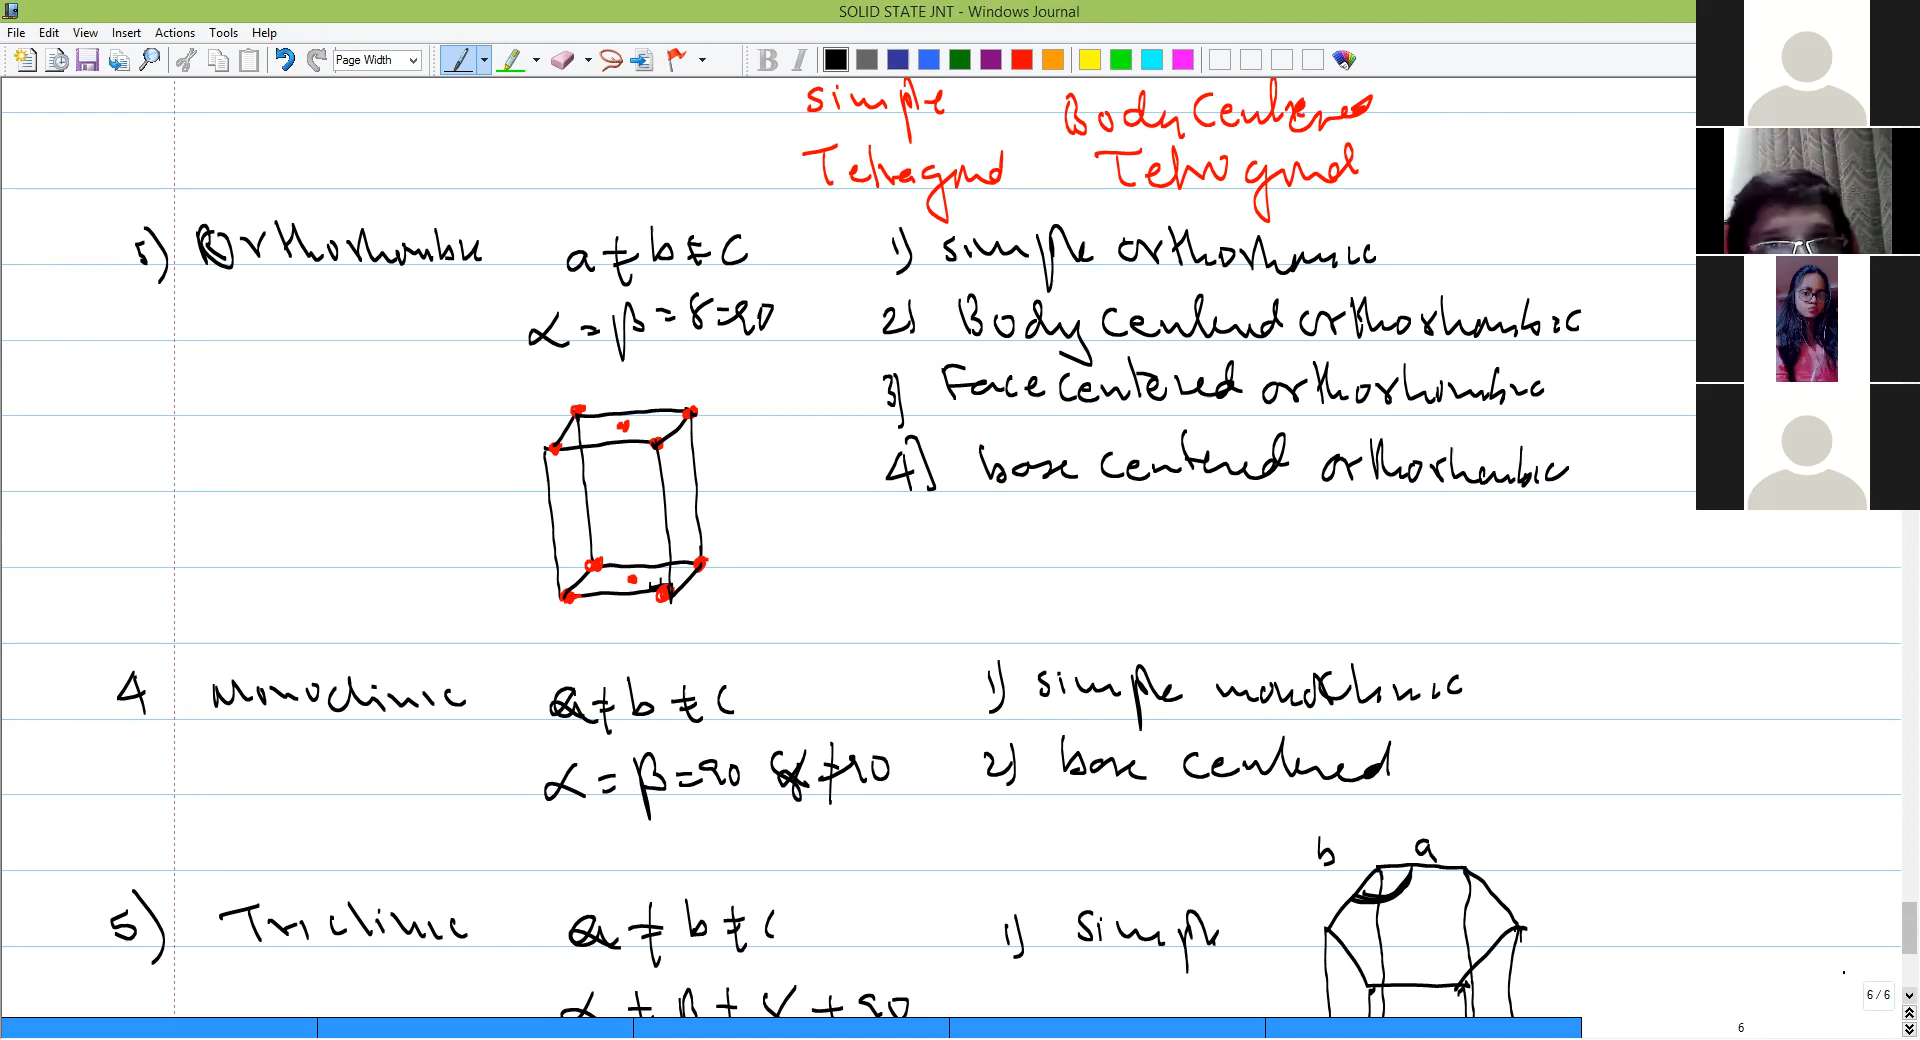 SOLID STATE JNT - Windows Journal
File Edit View Insert Actions Tools Help
Page Width B I
simple Body Centered
Tetragonal Tetragonal
3) Orthorhombic a ≠ b ≠ c 1) simple orthorhombic
α = β = γ = 90 2) Body centered orthorhombic
3) Face centered orthorhombic
4) base centered orthorhombic
4 Monoclinic a ≠ b ≠ c 1) simple monoclinic
α = β = 90 γ ≠ 90 2) base centered
b a
5) Triclinic a ≠ b ≠ c 1) Simple
α ≠ β ≠ γ ≠ 90
6 / 6
6